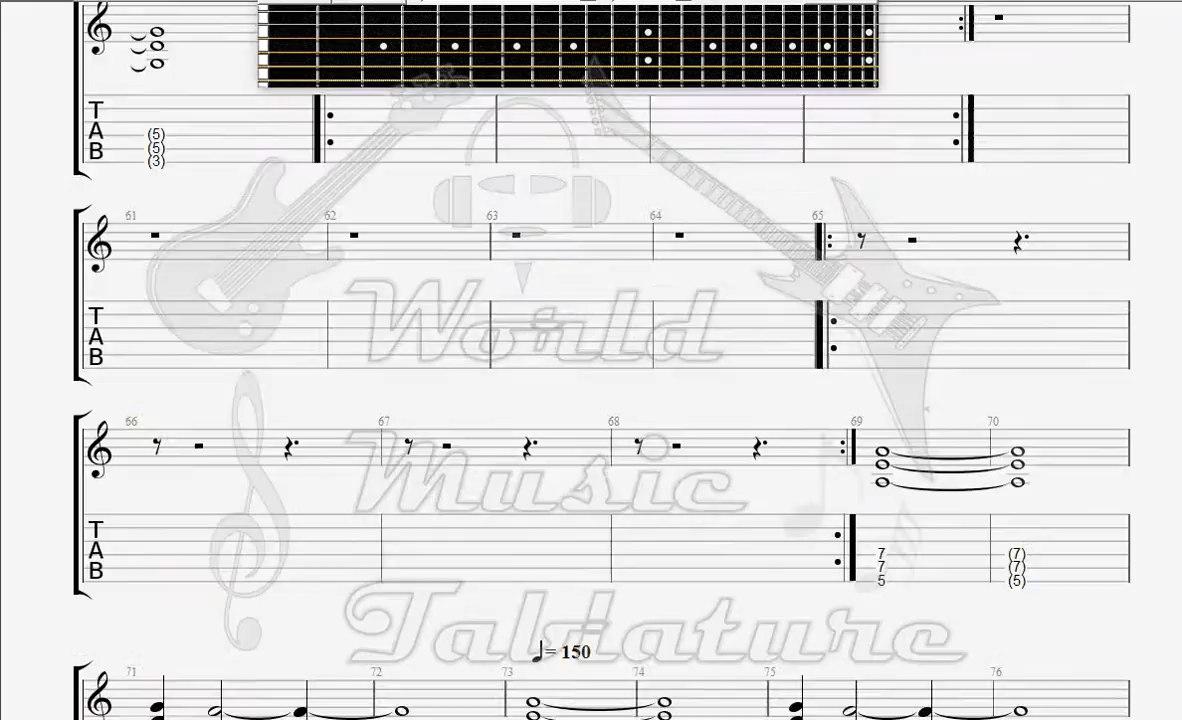 T
A
B
(5)
(5)
(3)
61 62 63 64 65
T
A
B
66 67 68 69 70
T
A
B
7 (7)
7 (7)
5 (5)
World
Music
Tablature
= 150
71 72 73 74 75 76